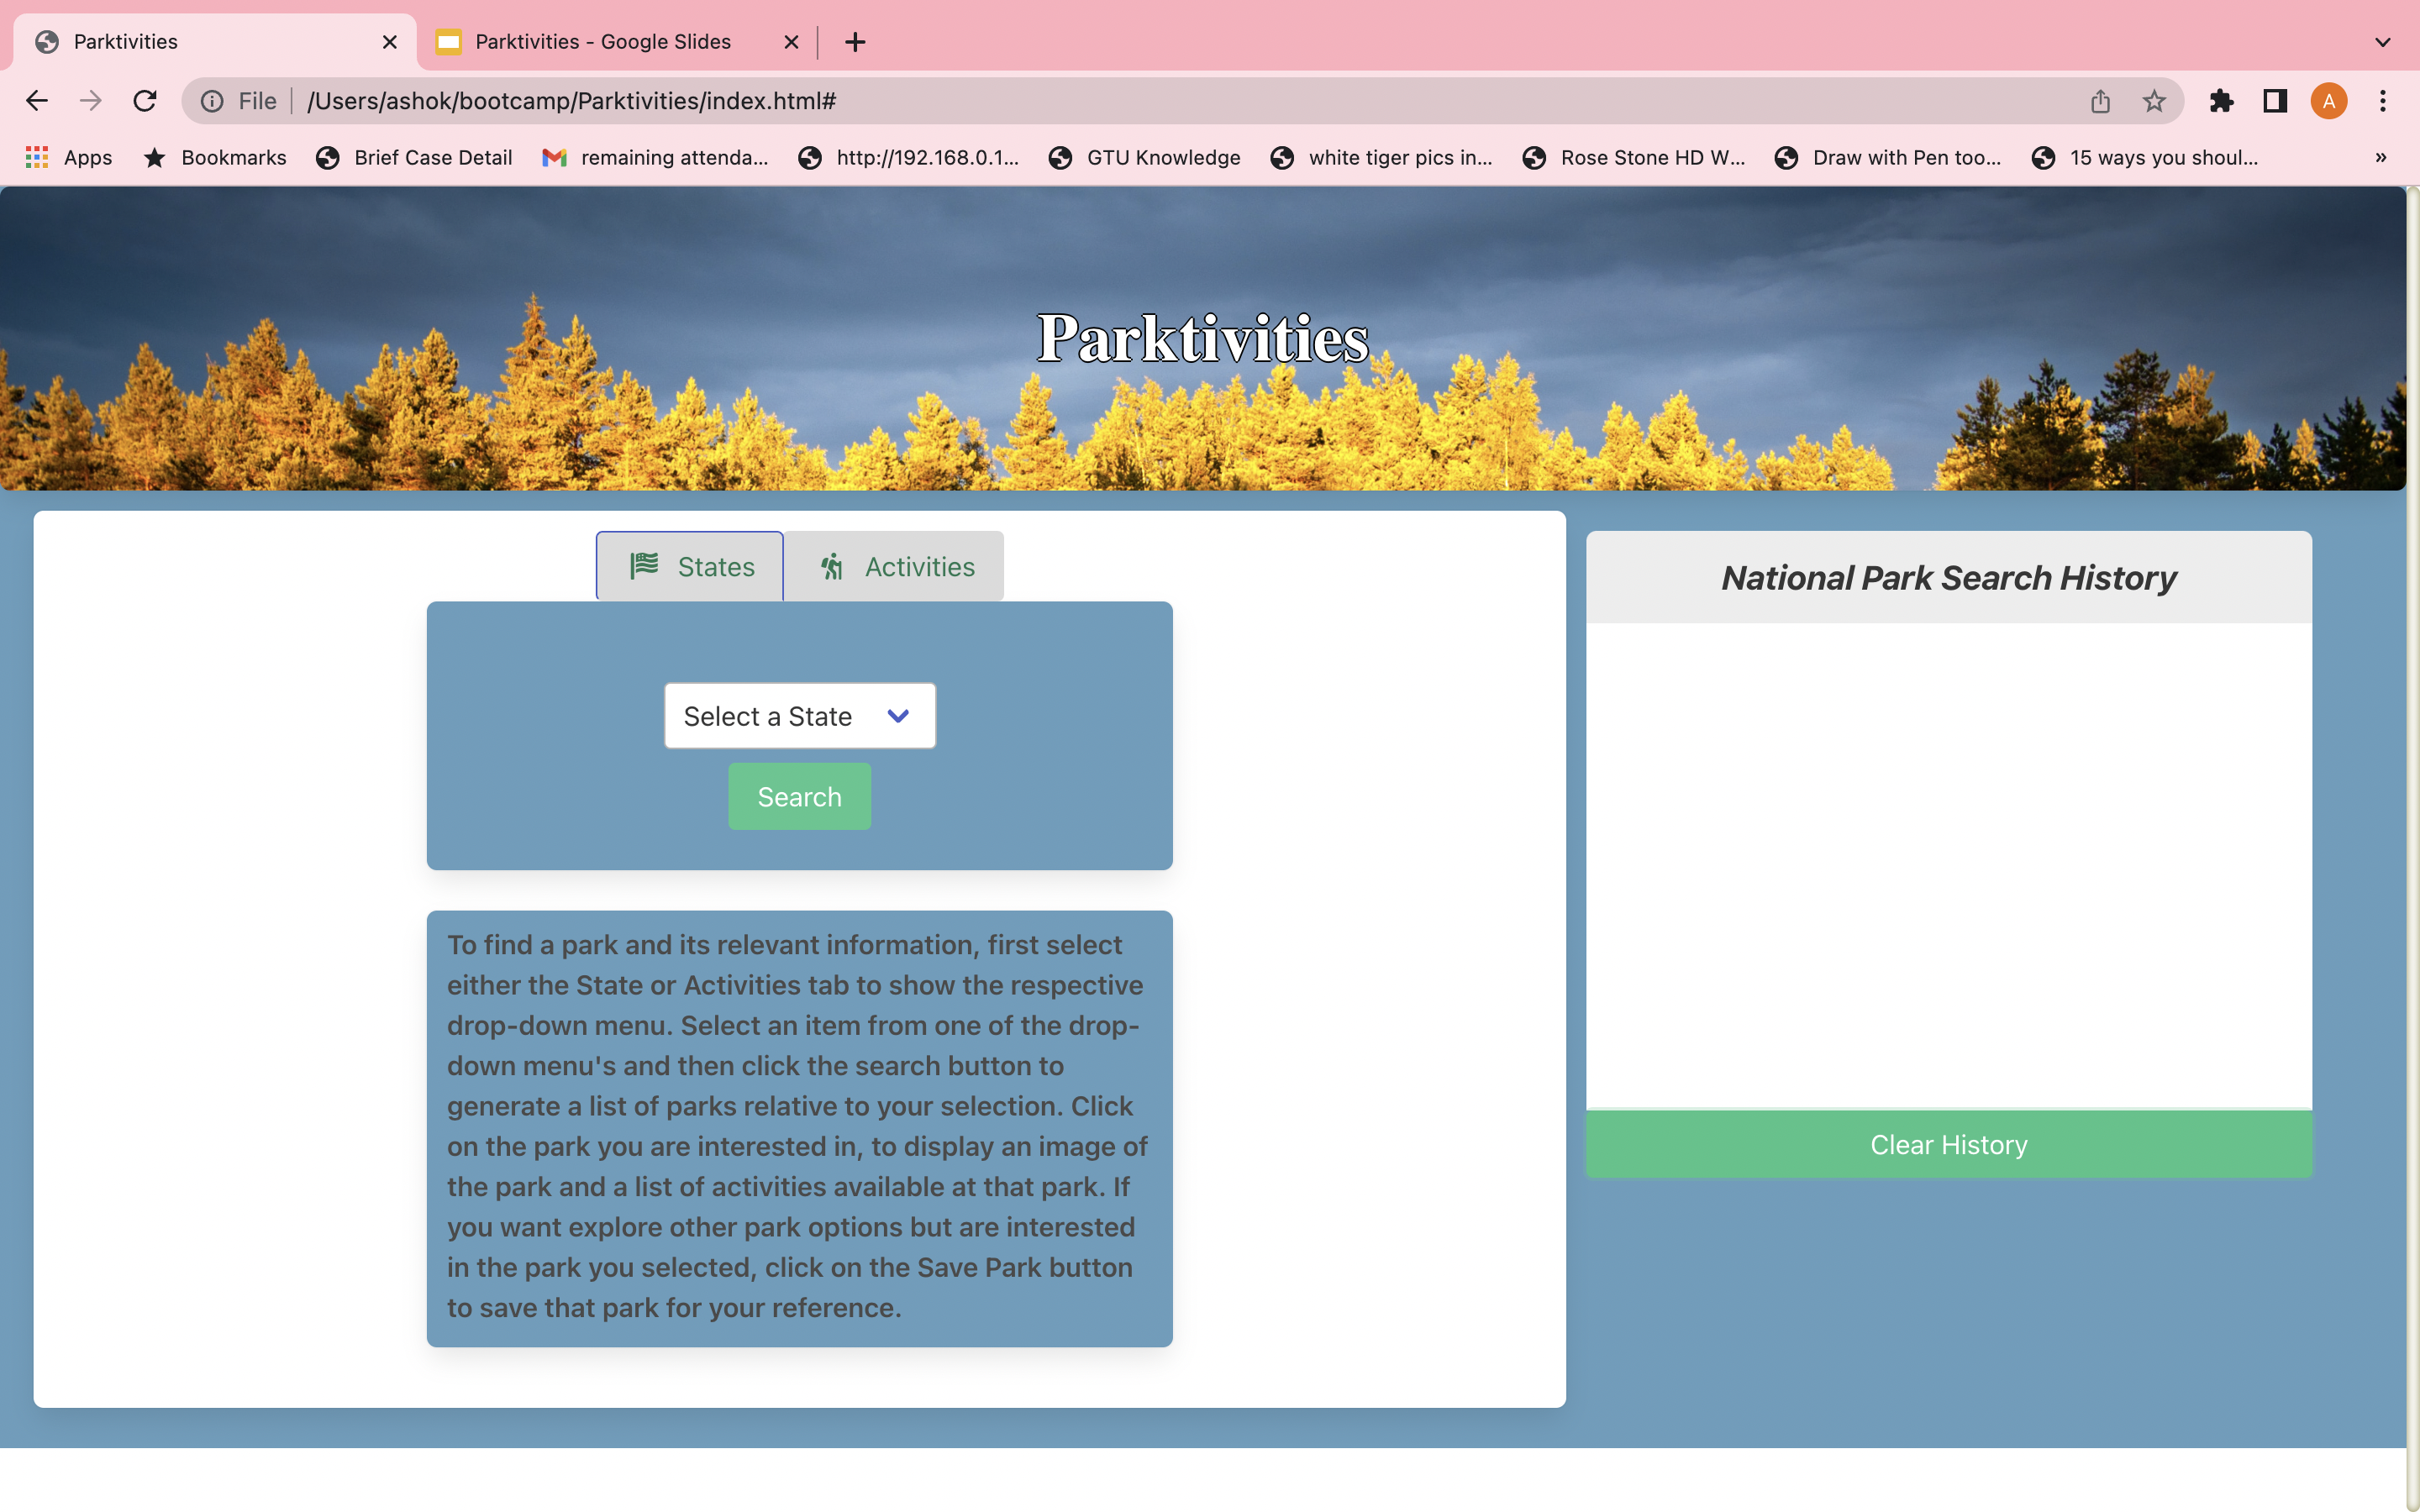 Parktivities
Parktivities - Google Slides
File
/Users/ashok/bootcamp/Parktivities/index.html#
A
Apps
Bookmarks
Brief Case Detail
remaining attenda...
http://192.168.0.1...
GTU Knowledge
white tiger pics in...
Rose Stone HD W...
Draw with Pen too...
15 ways you shoul...
»
Parktivities
States
Activities
Select a State
Search
To find a park and its relevant information, first select
either the State or Activities tab to show the respective
drop-down menu. Select an item from one of the drop-
down menu's and then click the search button to
generate a list of parks relative to your selection. Click
on the park you are interested in, to display an image of
the park and a list of activities available at that park. If
you want explore other park options but are interested
in the park you selected, click on the Save Park button
to save that park for your reference.
National Park Search History
Clear History